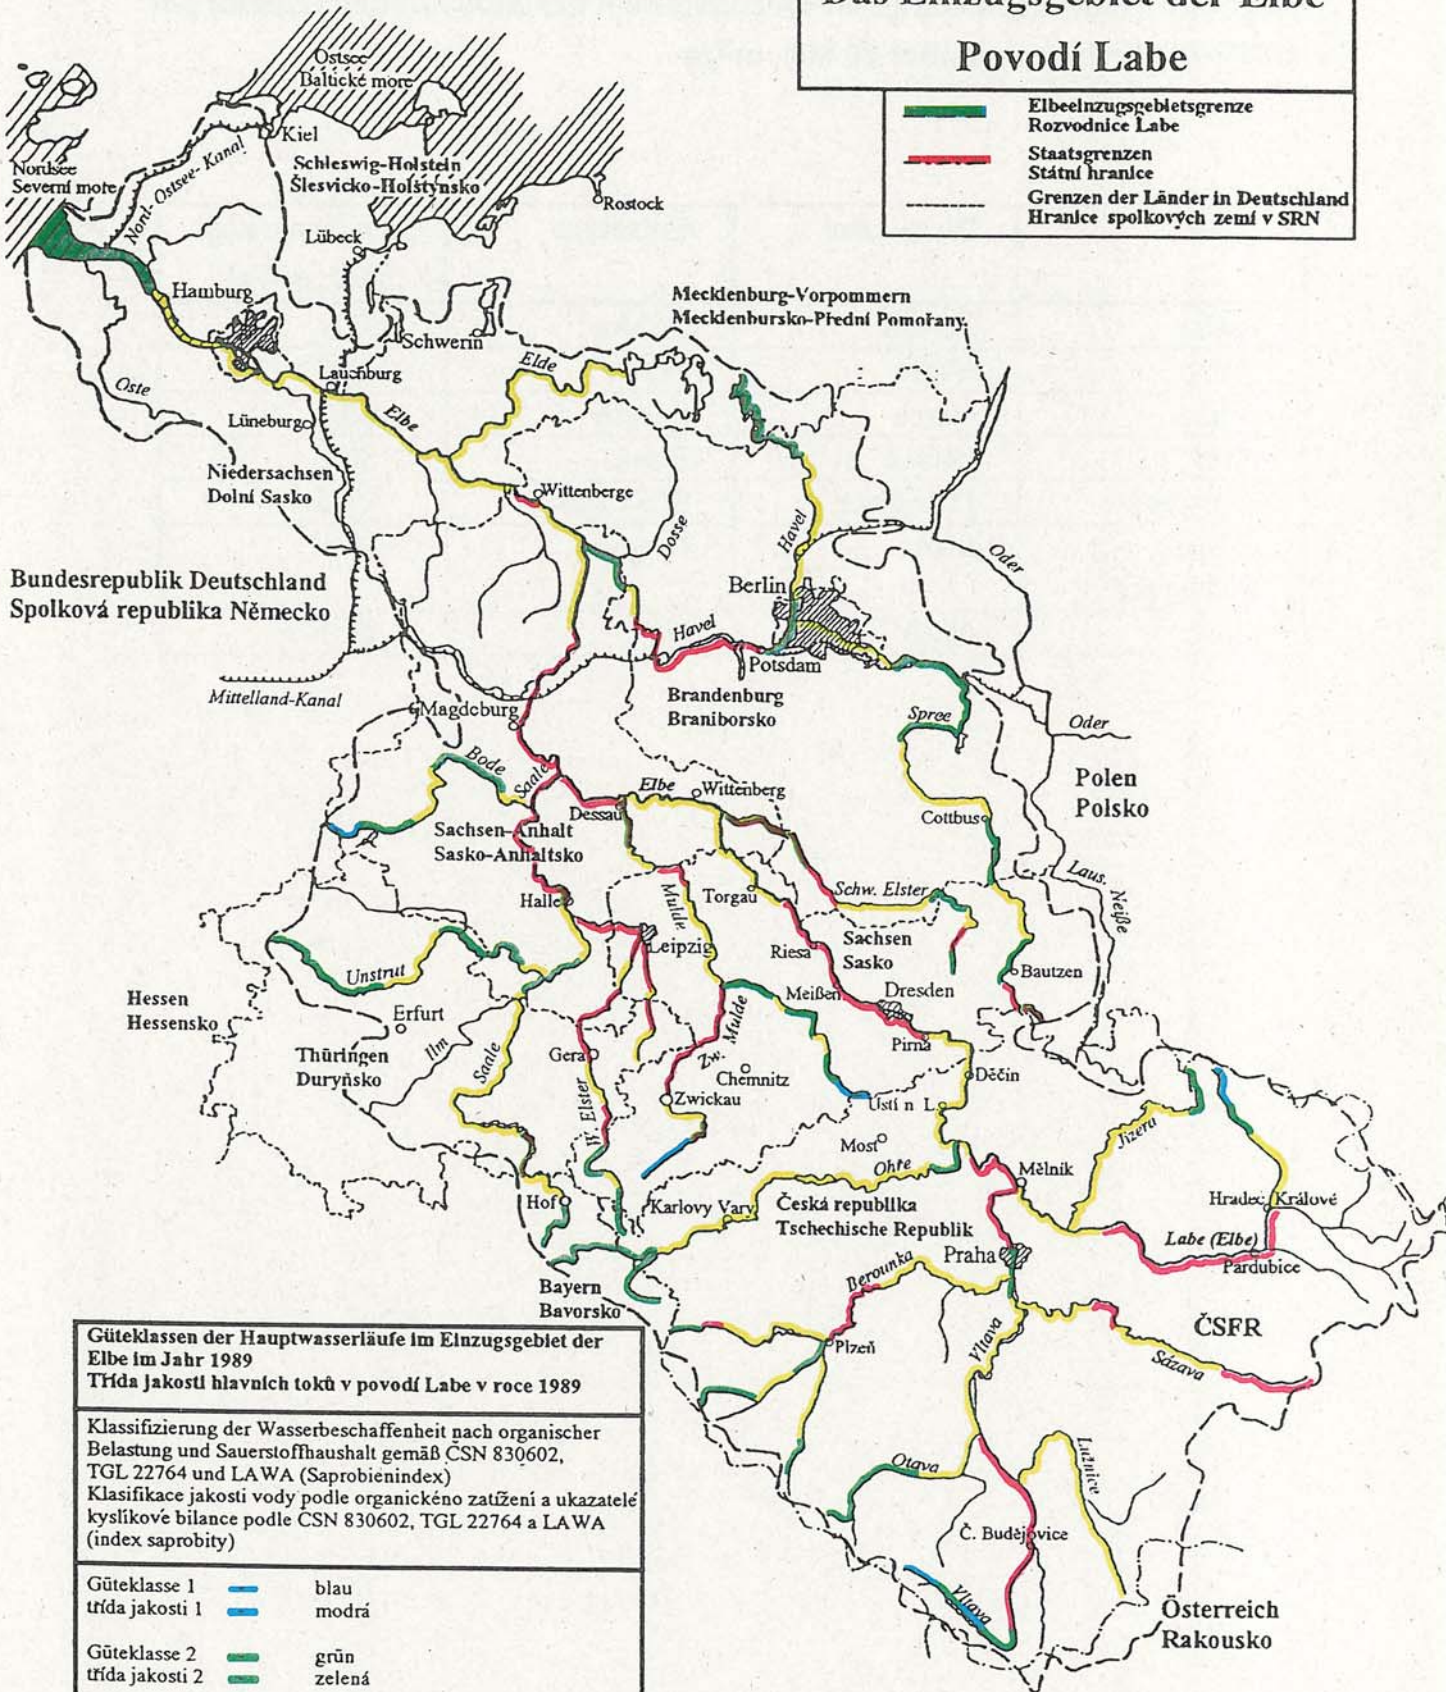 Das Einzugsgebiet der Elbe
Povodí Labe
Elbeeinzugsgebietsgrenze
Rozvodnice Labe
Staatsgrenzen
Státní hranice
Grenzen der Länder in Deutschland
Hranice spolkových zemí v SRN
Ostsee
Baltické more
Kiel
Nordsee
Severní more
Nord-Ostsee-Kanal
Schleswig-Holstein
Šlesvicko-Holštýnsko
Rostock
Lübeck
Hamburg
Mecklenburg-Vorpommern
Mecklenbursko-Přední Pomořany
Schwerin
Elde
Lauenburg
Oste
Elbe
Lüneburg
Niedersachsen
Dolní Sasko
Wittenberge
Dosse
Havel
Oder
Bundesrepublik Deutschland
Spolková republika Německo
Berlin
Havel
Potsdam
Mittelland-Kanal
Magdeburg
Brandenburg
Braniborsko
Spree
Oder
Bode
Saale
Elbe
Wittenberg
Polen
Polsko
Dessau
Cottbus
Sachsen-Anhalt
Sasko-Anhaltsko
Laus. Neiße
Halle
Mulde
Torgau
Schw. Elster
Leipzig
Riesa
Sachsen
Sasko
Unstrut
Bautzen
Hessen
Hessensko
Meißen
Dresden
Erfurt
Ilm
Saale
Zw. Mulde
Pirna
Thüringen
Duryňsko
Gera
Chemnitz
Děčín
W. Elster
Zwickau
Ústí n L.
Most
Jizera
Ohře
Mělník
Hof
Karlovy Vary
Česká republika
Tschechische Republik
Hradec Králové
Labe (Elbe)
Pardubice
Praha
Berounka
Bayern
Bavorsko
ČSFR
Plzeň
Vltava
Sázava
Güteklassen der Hauptwasserläufe im Einzugsgebiet der
Elbe im Jahr 1989
Třída jakosti hlavních toků v povodí Labe v roce 1989
Klassifizierung der Wasserbeschaffenheit nach organischer
Belastung und Sauerstoffhaushalt gemäß ČSN 830602,
TGL 22764 und LAWA (Saprobienindex)
Klasifikace jakosti vody podle organickéno zatížení a ukazatelé
kyslíkové bilance podle ČSN 830602, TGL 22764 a LAWA
(index saprobity)
Otava
Lužnice
Č. Budějovice
Vltava
Österreich
Rakousko
Güteklasse 1 blau
třída jakosti 1 modrá
Güteklasse 2 grün
třída jakosti 2 zelená